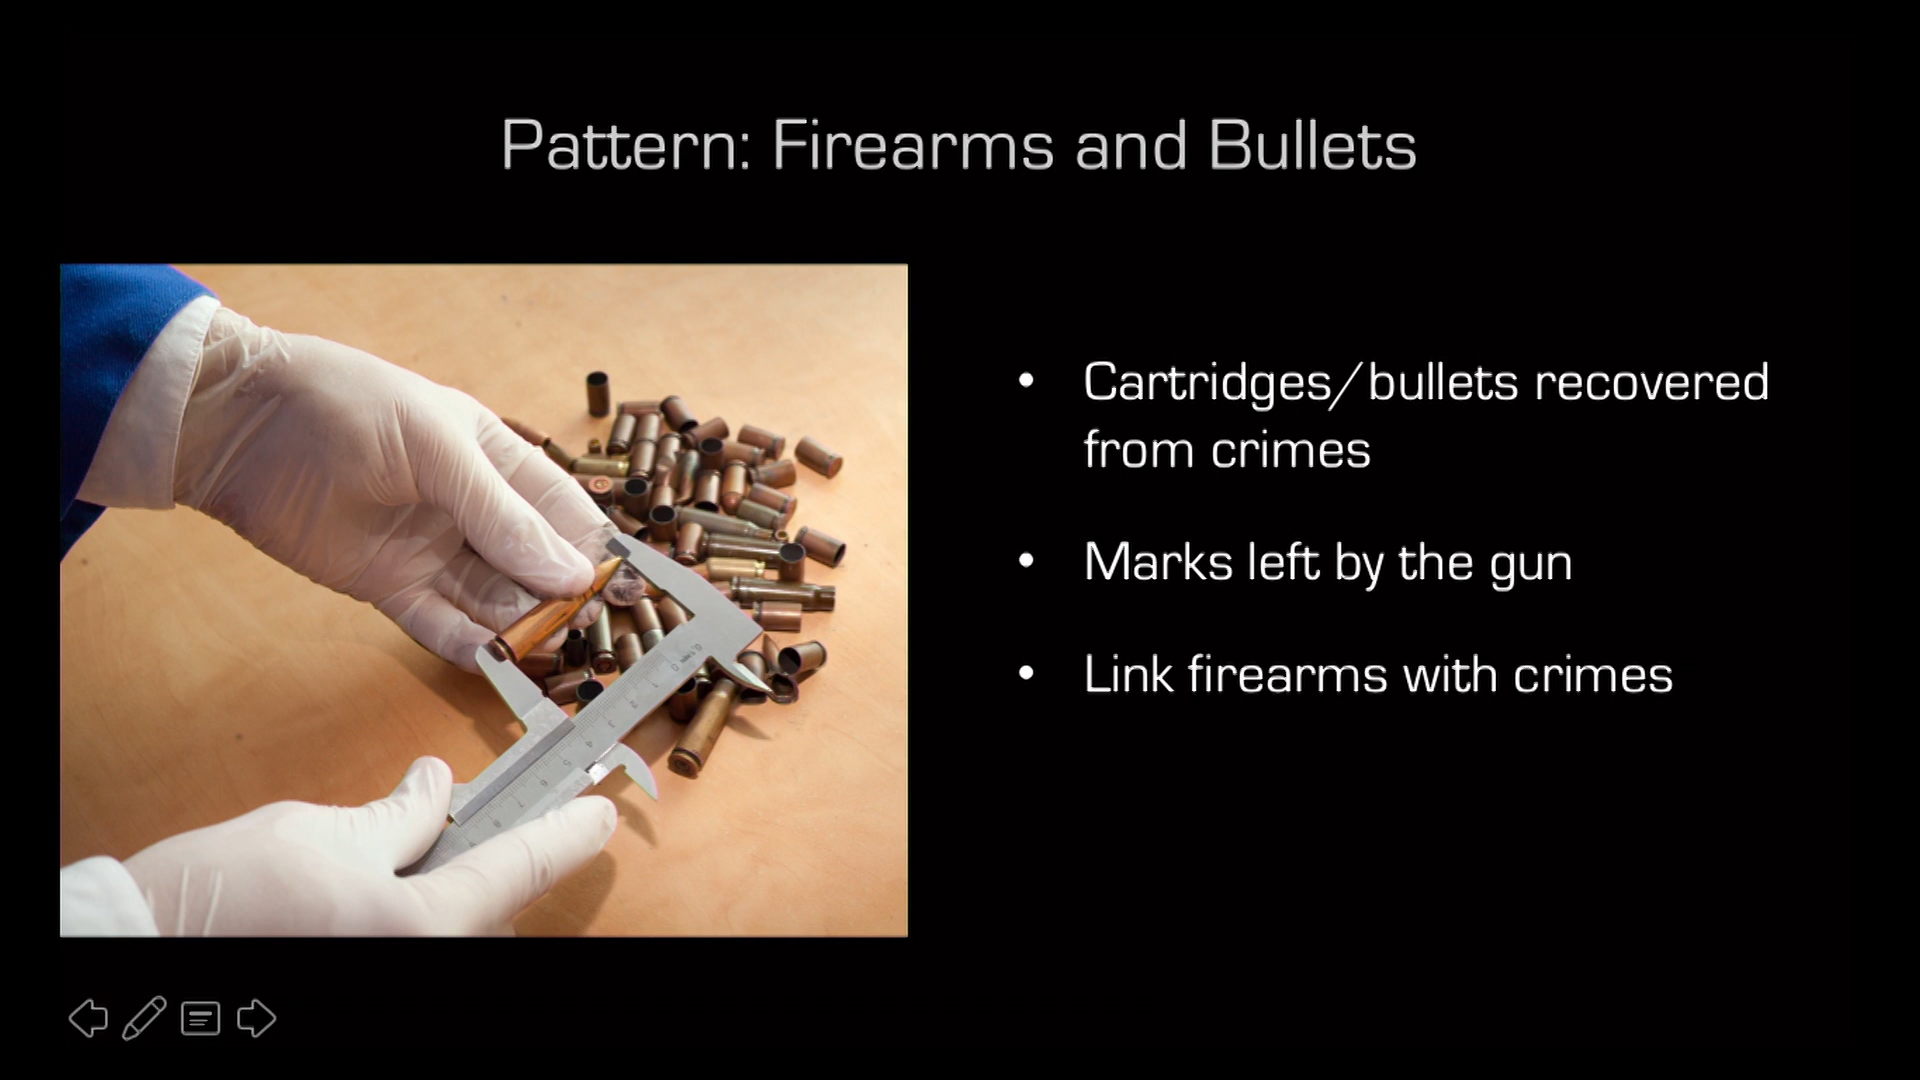 Pattern: Firearms and Bullets
• Cartridges/bullets recovered
from crimes
• Marks left by the gun
• Link firearms with crimes